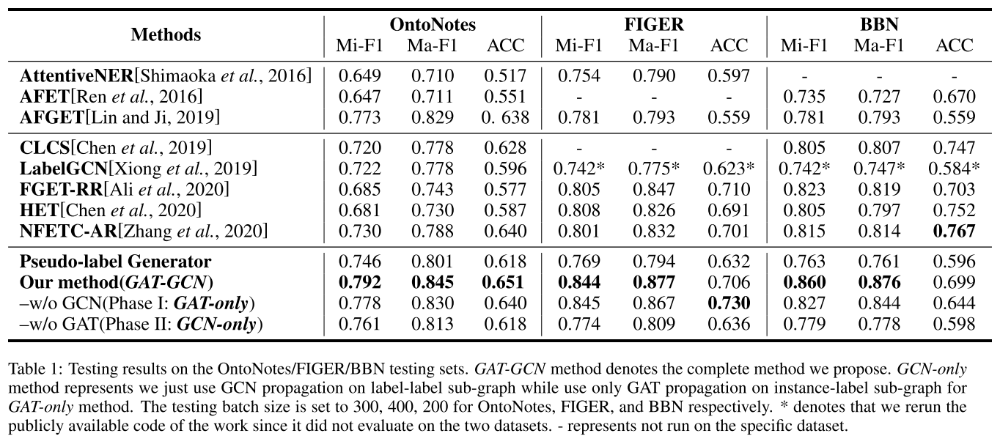 Methods OntoNotes FIGER BBN
Mi-F1 Ma-F1 ACC Mi-F1 Ma-F1 ACC Mi-F1 Ma-F1 ACC
AttentiveNER[Shimaoka et al., 2016] 0.649 0.710 0.517 0.754 0.790 0.597 - - -
AFET[Ren et al., 2016] 0.647 0.711 0.551 - - - 0.735 0.727 0.670
AFGET[Lin and Ji, 2019] 0.773 0.829 0. 638 0.781 0.793 0.559 0.781 0.793 0.559
CLCS[Chen et al., 2019] 0.720 0.778 0.628 - - - 0.805 0.807 0.747
LabelGCN[Xiong et al., 2019] 0.722 0.778 0.596 0.742* 0.775* 0.623* 0.742* 0.747* 0.584*
FGET-RR[Ali et al., 2020] 0.685 0.743 0.577 0.805 0.847 0.710 0.823 0.819 0.703
HET[Chen et al., 2020] 0.681 0.730 0.587 0.808 0.826 0.691 0.805 0.797 0.752
NFETC-AR[Zhang et al., 2020] 0.730 0.788 0.640 0.801 0.832 0.701 0.815 0.814 0.767
Pseudo-label Generator 0.746 0.801 0.618 0.769 0.794 0.632 0.763 0.761 0.596
Our method(GAT-GCN) 0.792 0.845 0.651 0.844 0.877 0.706 0.860 0.876 0.699
–w/o GCN(Phase I: GAT-only) 0.778 0.830 0.640 0.845 0.867 0.730 0.827 0.844 0.644
–w/o GAT(Phase II: GCN-only) 0.761 0.813 0.618 0.774 0.809 0.636 0.779 0.778 0.598
Table 1: Testing results on the OntoNotes/FIGER/BBN testing sets. GAT-GCN method denotes the complete method we propose. GCN-only
method represents we just use GCN propagation on label-label sub-graph while use only GAT propagation on instance-label sub-graph for
GAT-only method. The testing batch size is set to 300, 400, 200 for OntoNotes, FIGER, and BBN respectively. * denotes that we rerun the
publicly available code of the work since it did not evaluate on the two datasets. - represents not run on the specific dataset.